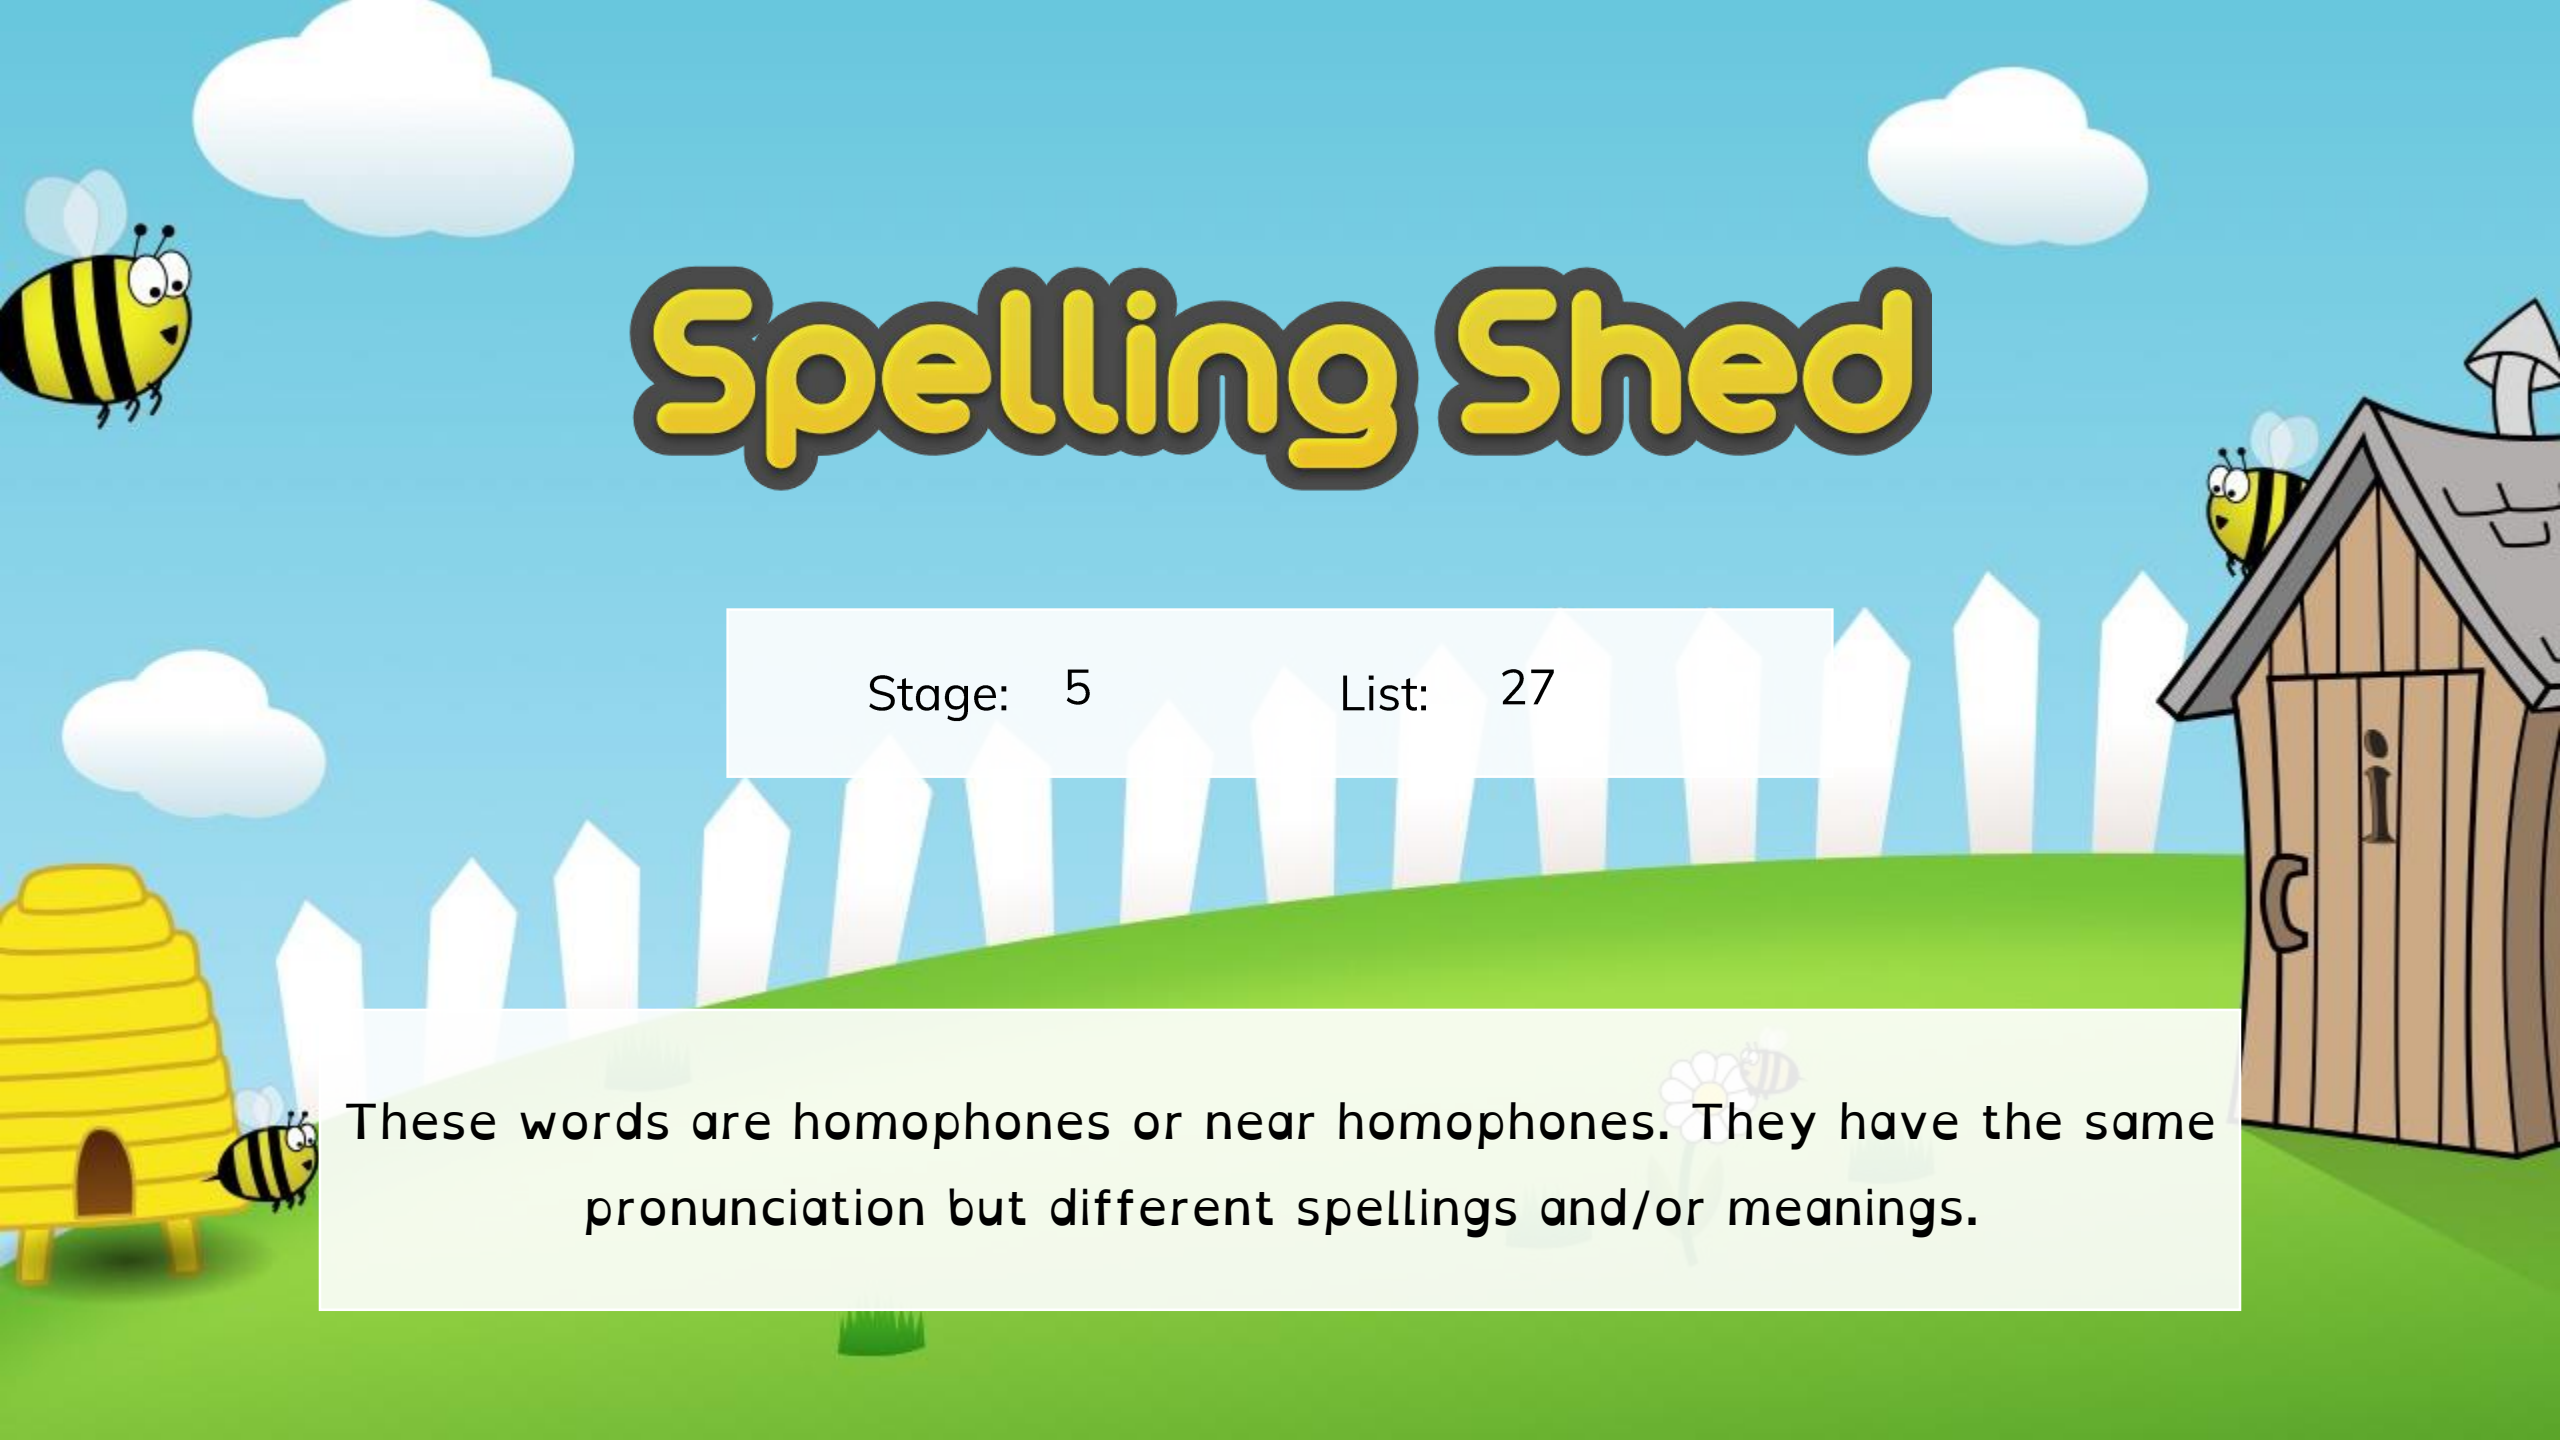 Spelling Shed
Stage: 5 List: 27
i
These words are homophones or near homophones. They have the same
pronunciation but different spellings and/or meanings.